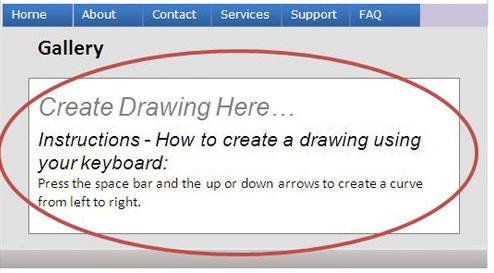 Home About Contact Services Support FAQ
Gallery
Create Drawing Here…
Instructions - How to create a drawing using
your keyboard:
Press the space bar and the up or down arrows to create a curve
from left to right.